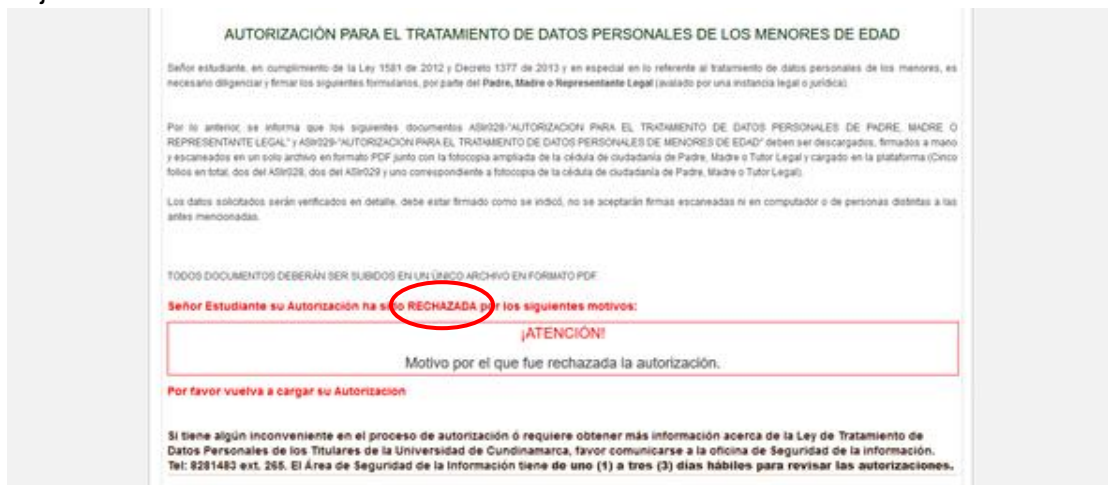 AUTORIZACIÓN PARA EL TRATAMIENTO DE DATOS PERSONALES DE LOS MENORES DE EDAD
Señor estudiante, en cumplimiento de la Ley 1581 de 2012 y Decreto 1377 de 2013 y en especial en lo referente al tratamiento de datos personales de los menores, es
necesario diligenciar y firmar los siguientes formularios, por parte del Padre, Madre o Representante Legal (avalado por una instancia legal o jurídica).
Por lo anterior, se informa que los siguientes documentos ASIr028-"AUTORIZACION PARA EL TRATAMIENTO DE DATOS PERSONALES DE PADRE, MADRE O
REPRESENTANTE LEGAL" y ASIr029-"AUTORIZACION PARA EL TRATAMIENTO DE DATOS PERSONALES DE MENORES DE EDAD" deben ser descargados, firmados a mano
y escaneados en un solo archivo en formato PDF junto con la fotocopia ampliada de la cédula de ciudadanía de Padre, Madre o Tutor Legal y cargado en la plataforma (Cinco
folios en total, dos del ASIr028, dos del ASIr029 y uno correspondiente a fotocopia de la cédula de ciudadanía de Padre, Madre o Tutor Legal).
Los datos solicitados serán verificados en detalle, debe estar firmado como se indicó, no se aceptarán firmas escaneadas ni en computador o de personas distintas a las
antes mencionadas.
TODOS DOCUMENTOS DEBERÁN SER SUBIDOS EN UN ÚNICO ARCHIVO EN FORMATO PDF
Señor Estudiante su Autorización ha sido RECHAZADA por los siguientes motivos:
¡ATENCIÓN!
Motivo por el que fue rechazada la autorización.
Por favor vuelva a cargar su Autorizacion
Si tiene algún inconveniente en el proceso de autorización ó requiere obtener más información acerca de la Ley de Tratamiento de
Datos Personales de los Titulares de la Universidad de Cundinamarca, favor comunicarse a la oficina de Seguridad de la información.
Tel: 8281483 ext. 265. El Área de Seguridad de la Información tiene de uno (1) a tres (3) días hábiles para revisar las autorizaciones.